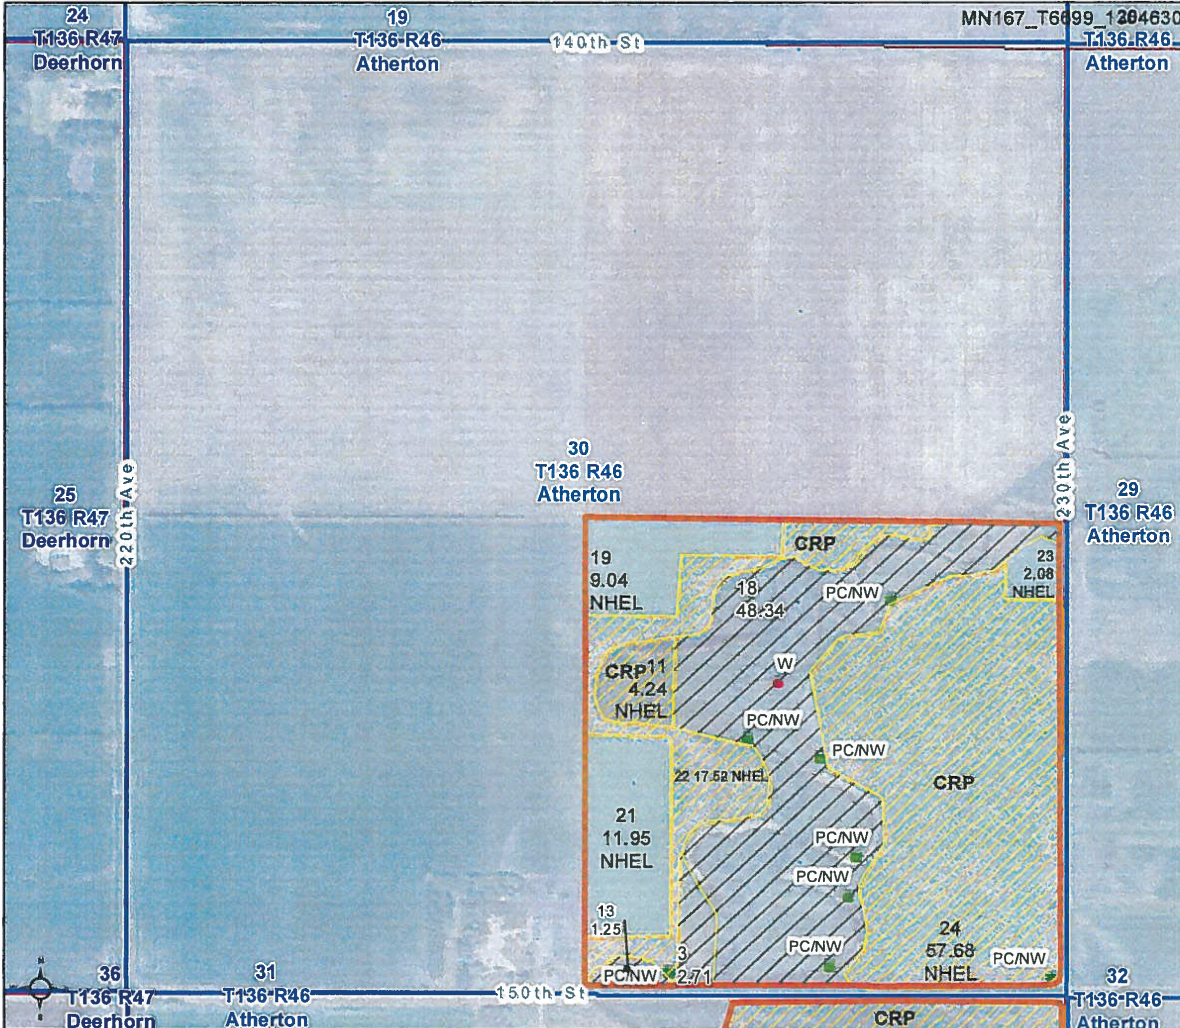 24
T136 R47
Deerhorn
19
T136 R46
Atherton
140th St
T136 R46
Atherton
220th Ave
230th Ave
30
T136 R46
Atherton
25
T136 R47
Deerhorn
29
T136 R46
Atherton
CRP
19
9.04
NHEL
18
48.34
PC/NW
23
2.08
NHEL
W
CRP
11
4.24
NHEL
PC/NW
PC/NW
22 17.52 NHEL
CRP
21
11.95
NHEL
PC/NW
PC/NW
13
1.25
PC/NW
3
2.71
PC/NW
24
57.68
NHEL
PC/NW
N
36
T136 R47
Deerhorn
31
T136 R46
Atherton
150th St
32
T136 R46
Atherton
CRP